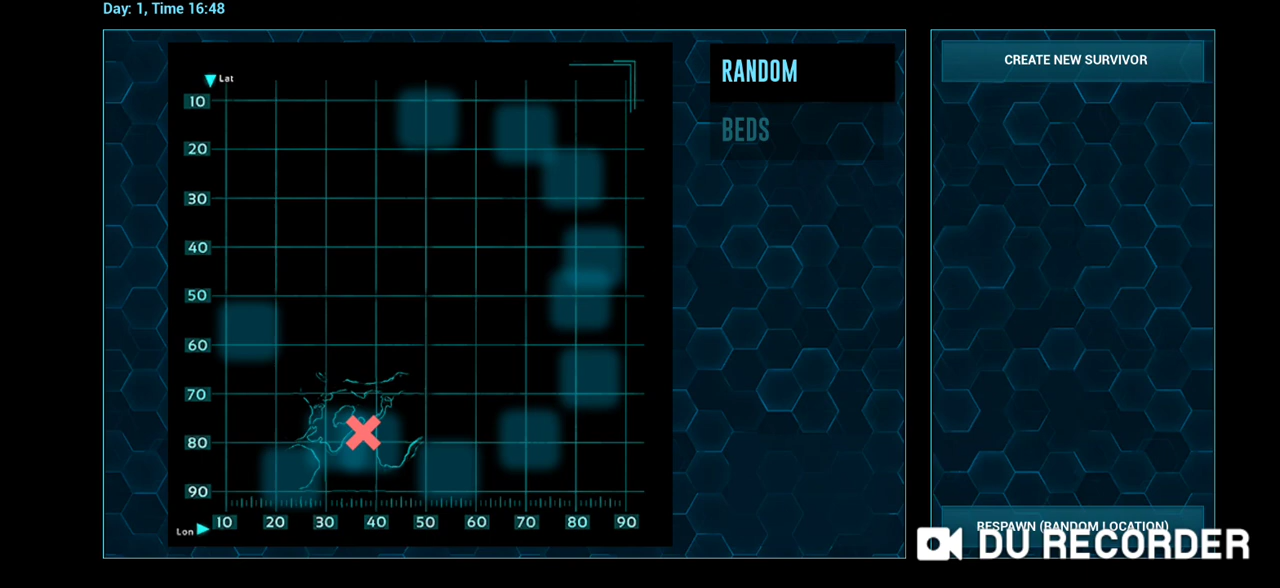 Day: 1, Time 16:48
RANDOM
BEDS
CREATE NEW SURVIVOR
Lat
10
20
30
40
50
60
70
80
90
Lon
10 20 30 40 50 60 70 80 90
RESPAWN (RANDOM LOCATION)
DU RECORDER